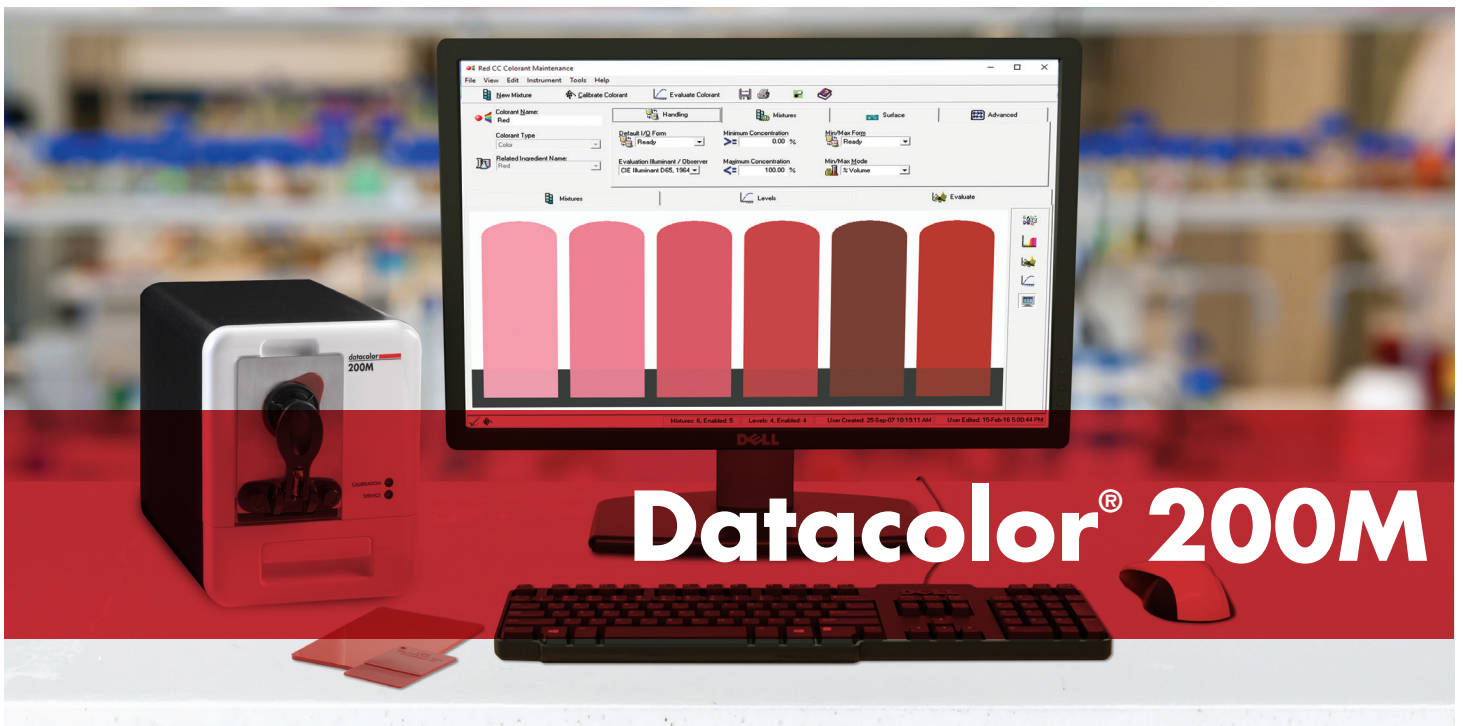 Red CC Colorant Maintenance
File View Edit Instrument Tools Help
New Mixture Calibrate Colorant Evaluate Colorant
Colorant Name:
Red
Handling Mixtures Surface Advanced
Colorant Type
Color
Default I/O Form
Ready
Minimum Concentration
>= 0.00 %
Min/Max Form
Ready
Related Ingredient Name:
Red
Evaluation Illuminant / Observer
CIE Illuminant D65, 1964
Maximum Concentration
<= 100.00 %
Min/Max Mode
% Volume
Mixtures Levels Evaluate
Mixtures: 6, Enabled: 5 Levels: 4, Enabled: 4 User Created: 25-Sep-07 10:19:11 AM User Edited: 15-Feb-16 5:00:44 PM
DELL
datacolor
200M
CALIBRATION
SERVICE
Datacolor® 200M